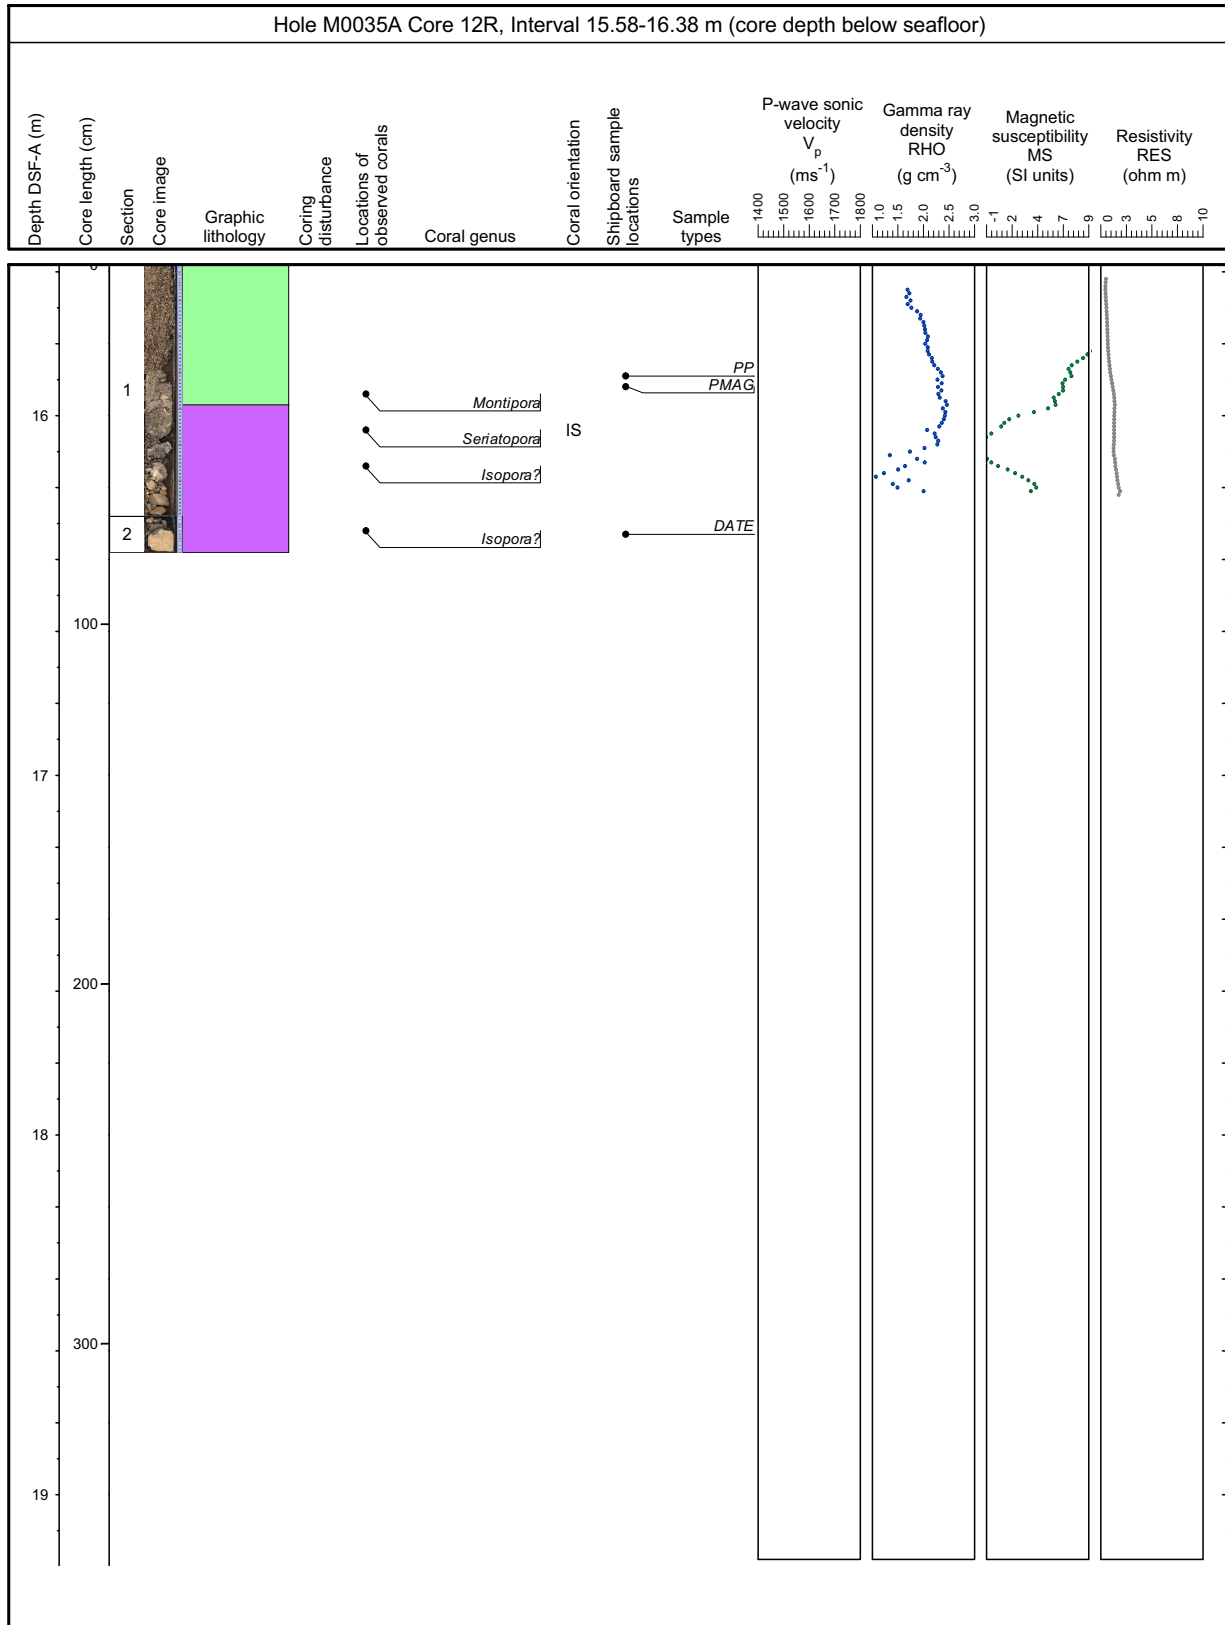 Hole M0035A Core 12R, Interval 15.58-16.38 m (core depth below seafloor)
Depth DSF-A (m)
Core length (cm)
Section
Core image
Graphic
lithology
Coring
disturbance
Locations of
observed corals
Coral genus
Coral orientation
Shipboard sample
locations
Sample
types
P-wave sonic
velocity
Vp
(ms-1)
1400 1500 1600 1700 1800
Gamma ray
density
RHO
(g cm-3)
1.0 1.5 2.0 2.5 3.0
Magnetic
susceptibility
MS
(SI units)
-1 2 4 7 9
Resistivity
RES
(ohm m)
0 3 5 8 10
0
PP
1
PMAG
Montipora
16
Seriatopora
IS
Isopora?
2
DATE
Isopora?
100
17
200
18
300
19